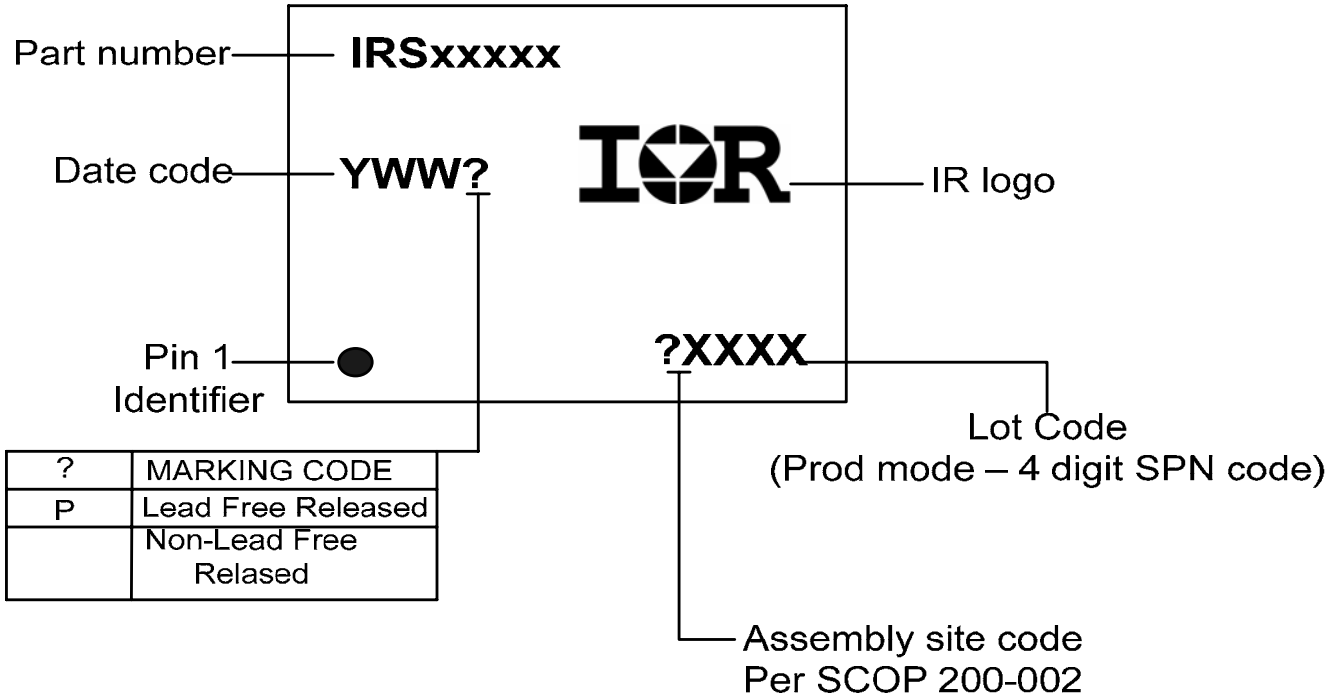 Part number
IRSxxxxx
Date code
YWW?
IOR
IR logo
Pin 1
Identifier
?XXXX
Lot Code
(Prod mode – 4 digit SPN code)
? MARKING CODE
P Lead Free Released
Non-Lead Free
Relased
Assembly site code
Per SCOP 200-002